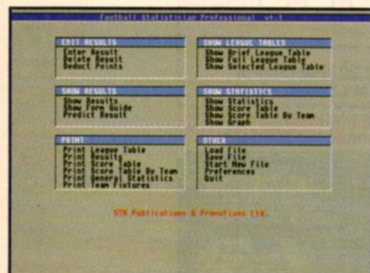 Football Statistician Professional v1.1
EDIT RESULTS
Enter Result
Delete Result
Deduct Points
SHOW LEAGUE TABLES
Show Brief League Table
Show Full League Table
Show Selected League Table
SHOW RESULTS
Show Results
Show Form Guide
Predict Result
SHOW STATISTICS
Show Statistics
Show Score Table
Show Score Table By Team
Show Graph
PRINT
Print League Table
Print Results
Print Score Table
Print Score Table By Team
Print General Statistics
Print Team Fixtures
OTHER
Load File
Save File
Start New File
Preferences
Quit
Publications & Promotions Ltd.